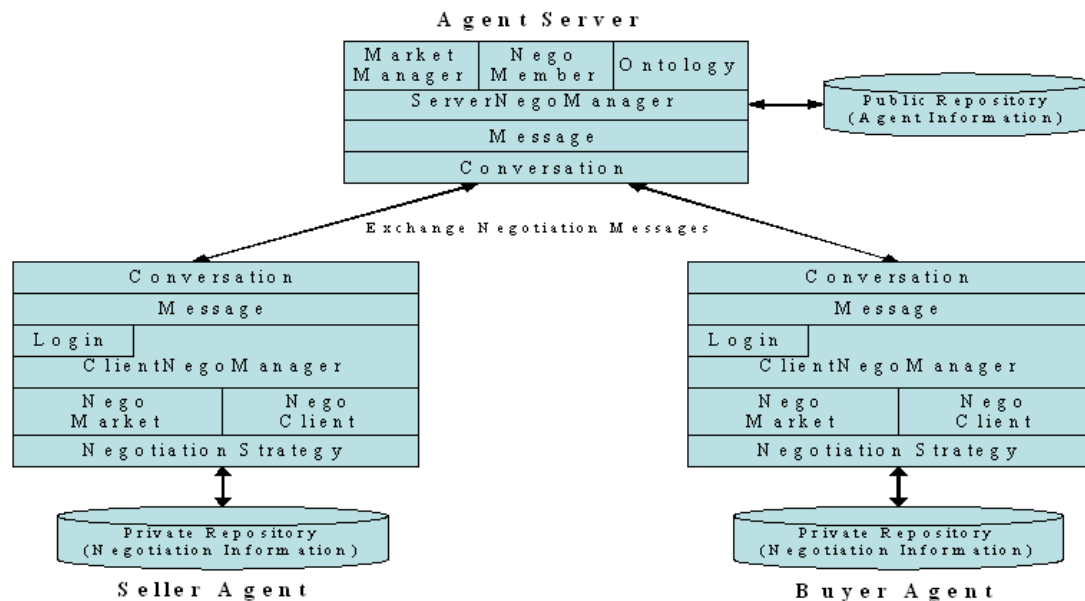 Agent Server
Market
Manager
Nego
Member
Ontology
ServerNegoManager
Message
Conversation
Public Repository
(Agent Information)
Exchange Negotiation Messages
Conversation
Message
Login
ClientNegoManager
Nego
Market
Nego
Client
Negotiation Strategy
Private Repository
(Negotiation Information)
Seller Agent
Conversation
Message
Login
ClientNegoManager
Nego
Market
Nego
Client
Negotiation Strategy
Private Repository
(Negotiation Information)
Buyer Agent